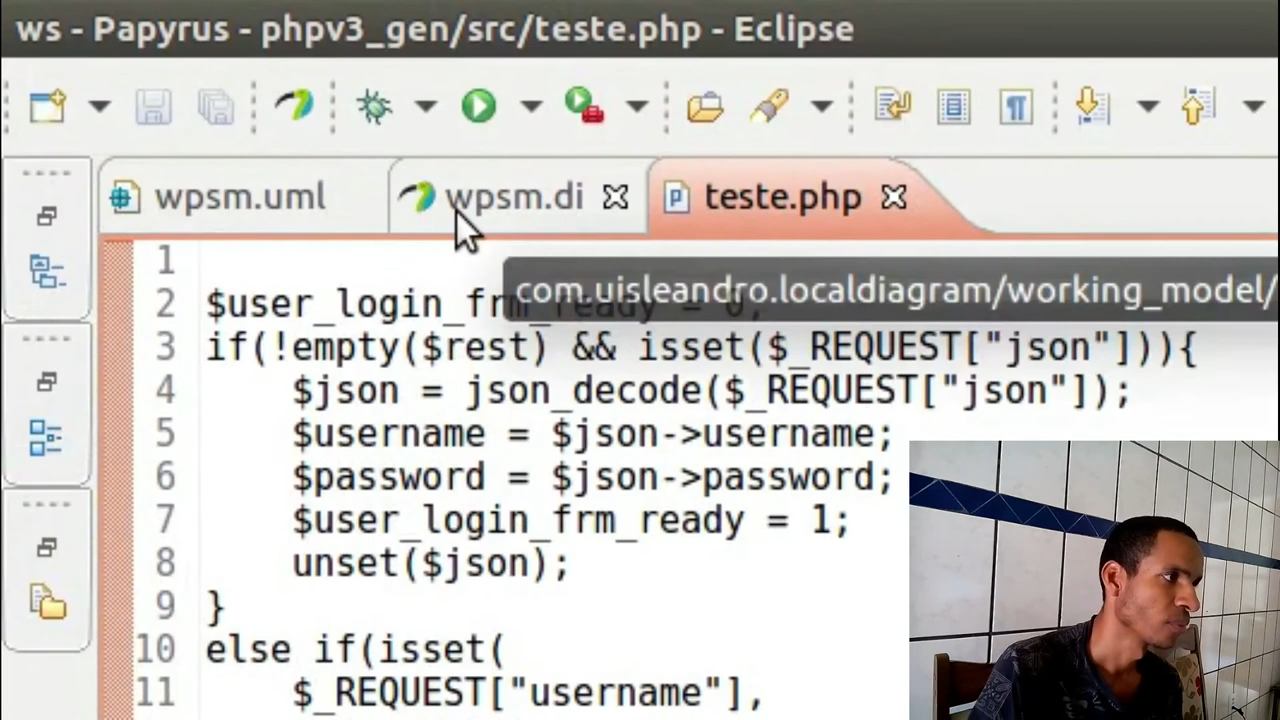 ws - Papyrus - phpv3_gen/src/teste.php - Eclipse
wpsm.uml
wpsm.di
teste.php
com.uisleandro.localdiagram/working_model/
1
2 $user_login_frm_ready = 0,
3 if(!empty($rest) && isset($_REQUEST["json"])){
4 $json = json_decode($_REQUEST["json"]);
5 $username = $json->username;
6 $password = $json->password;
7 $user_login_frm_ready = 1;
8 unset($json);
9 }
10 else if(isset(
11 $_REQUEST["username"],